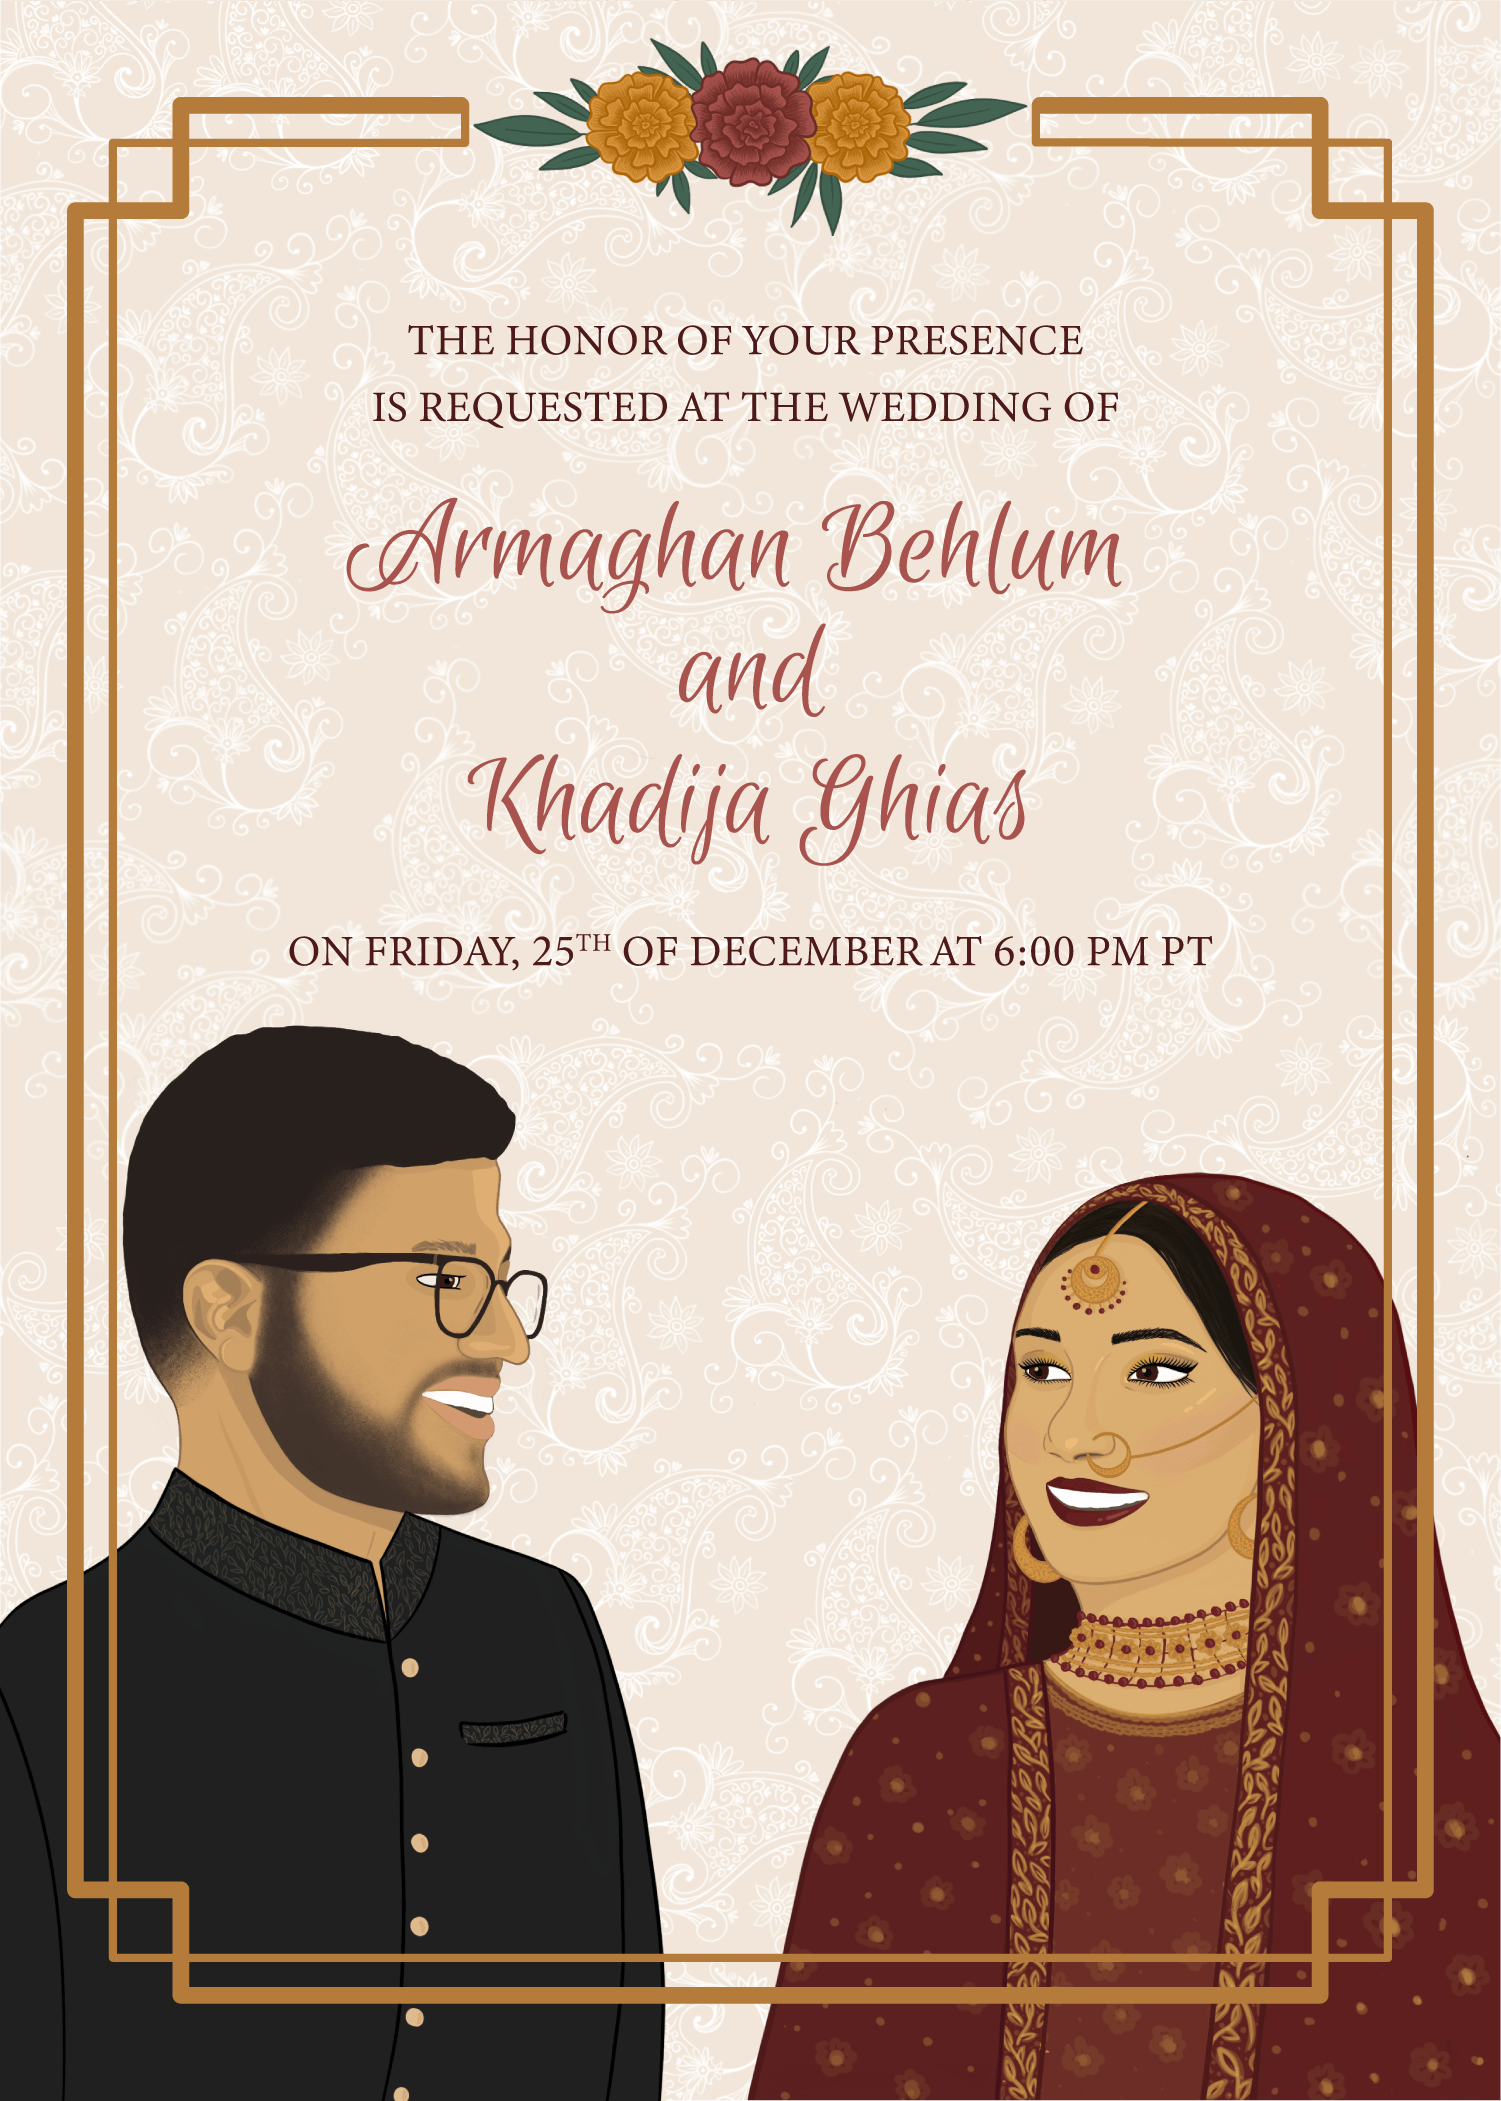 THE HONOR OF YOUR PRESENCE
IS REQUESTED AT THE WEDDING OF
Armaghan Behlum
and
Khadija Ghias
ON FRIDAY, 25TH OF DECEMBER AT 6:00 PM PT